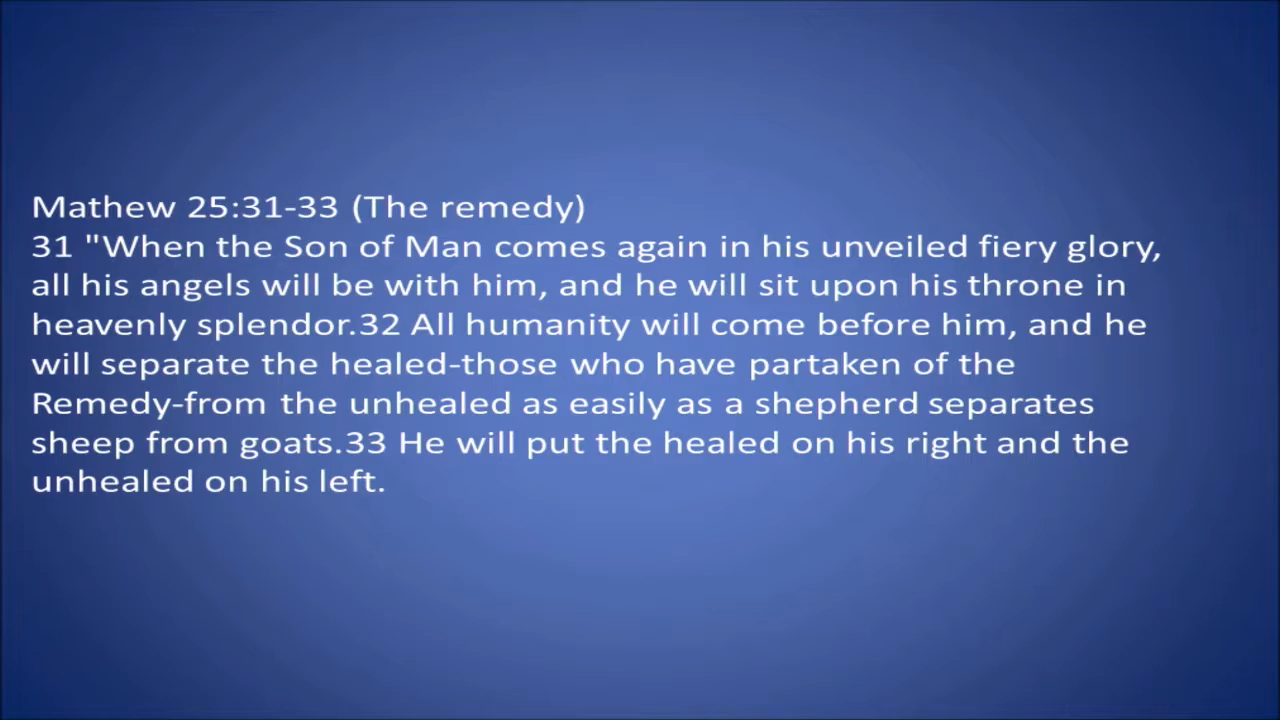 Mathew 25:31-33 (The remedy)
31 "When the Son of Man comes again in his unveiled fiery glory,
all his angels will be with him, and he will sit upon his throne in
heavenly splendor.32 All humanity will come before him, and he
will separate the healed-those who have partaken of the
Remedy-from the unhealed as easily as a shepherd separates
sheep from goats.33 He will put the healed on his right and the
unhealed on his left.